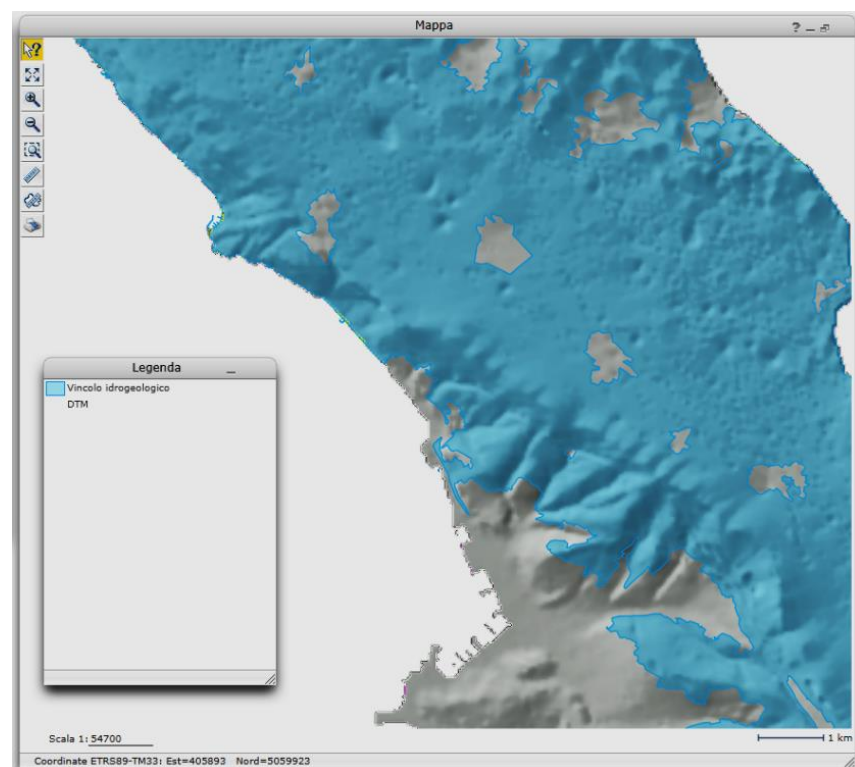 Mappa
? _
?
Legenda _
Vincolo idrogeologico
DTM
Scala 1: 54700
1 km
Coordinate ETRS89-TM33: Est=405893 Nord=5059923